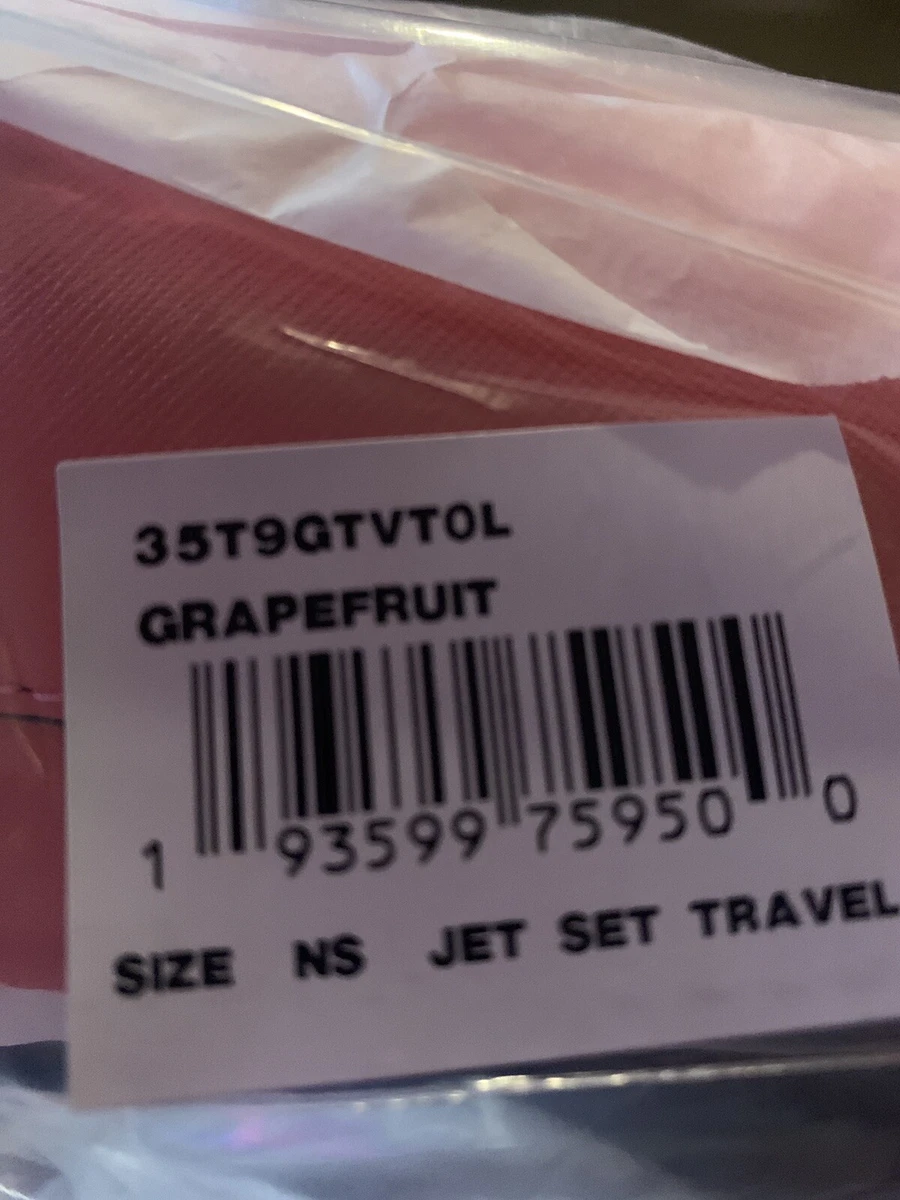 35T9GTVT0L
GRAPEFRUIT
1 93599 75950 0
SIZE NS JET SET TRAVEL